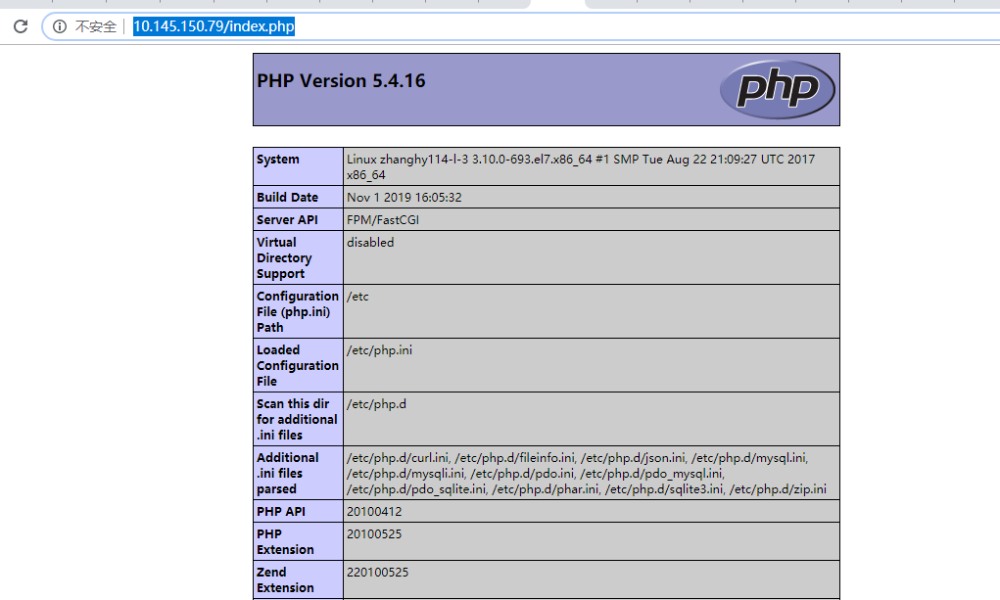 不安全 10.145.150.79/index.php
PHP Version 5.4.16
php
System
Linux zhanghy114-l-3 3.10.0-693.el7.x86_64 #1 SMP Tue Aug 22 21:09:27 UTC 2017
x86_64
Build Date
Nov 1 2019 16:05:32
Server API
FPM/FastCGI
Virtual
Directory
Support
disabled
Configuration
File (php.ini)
Path
/etc
Loaded
Configuration
File
/etc/php.ini
Scan this dir
for additional
.ini files
/etc/php.d
Additional
.ini files
parsed
/etc/php.d/curl.ini, /etc/php.d/fileinfo.ini, /etc/php.d/json.ini, /etc/php.d/mysql.ini,
/etc/php.d/mysqli.ini, /etc/php.d/pdo.ini, /etc/php.d/pdo_mysql.ini,
/etc/php.d/pdo_sqlite.ini, /etc/php.d/phar.ini, /etc/php.d/sqlite3.ini, /etc/php.d/zip.ini
PHP API
20100412
PHP
Extension
20100525
Zend
Extension
220100525